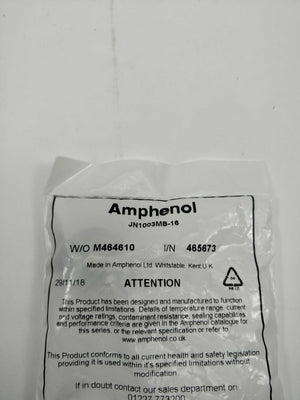 Amphenol
JN1003MB-16
W/O M464610 I/N 465673
Made in Amphenol Ltd. Whitstable, Kent.U.K
29/11/18 ATTENTION
This Product has been designed and manufactured to function
within specified limitations. Details of temperature range, current
and voltage ratings, contaminant resistance, sealing capabilities
and performance criteria are given in the Amphenol catalogue for
this series, or the relevant specification or refer to
www.amphenol.co.uk
This Product conforms to all current health and safety legislation
providing it is used within it's specified limitations without
modification.
If in doubt contact our sales department on
01227 773200